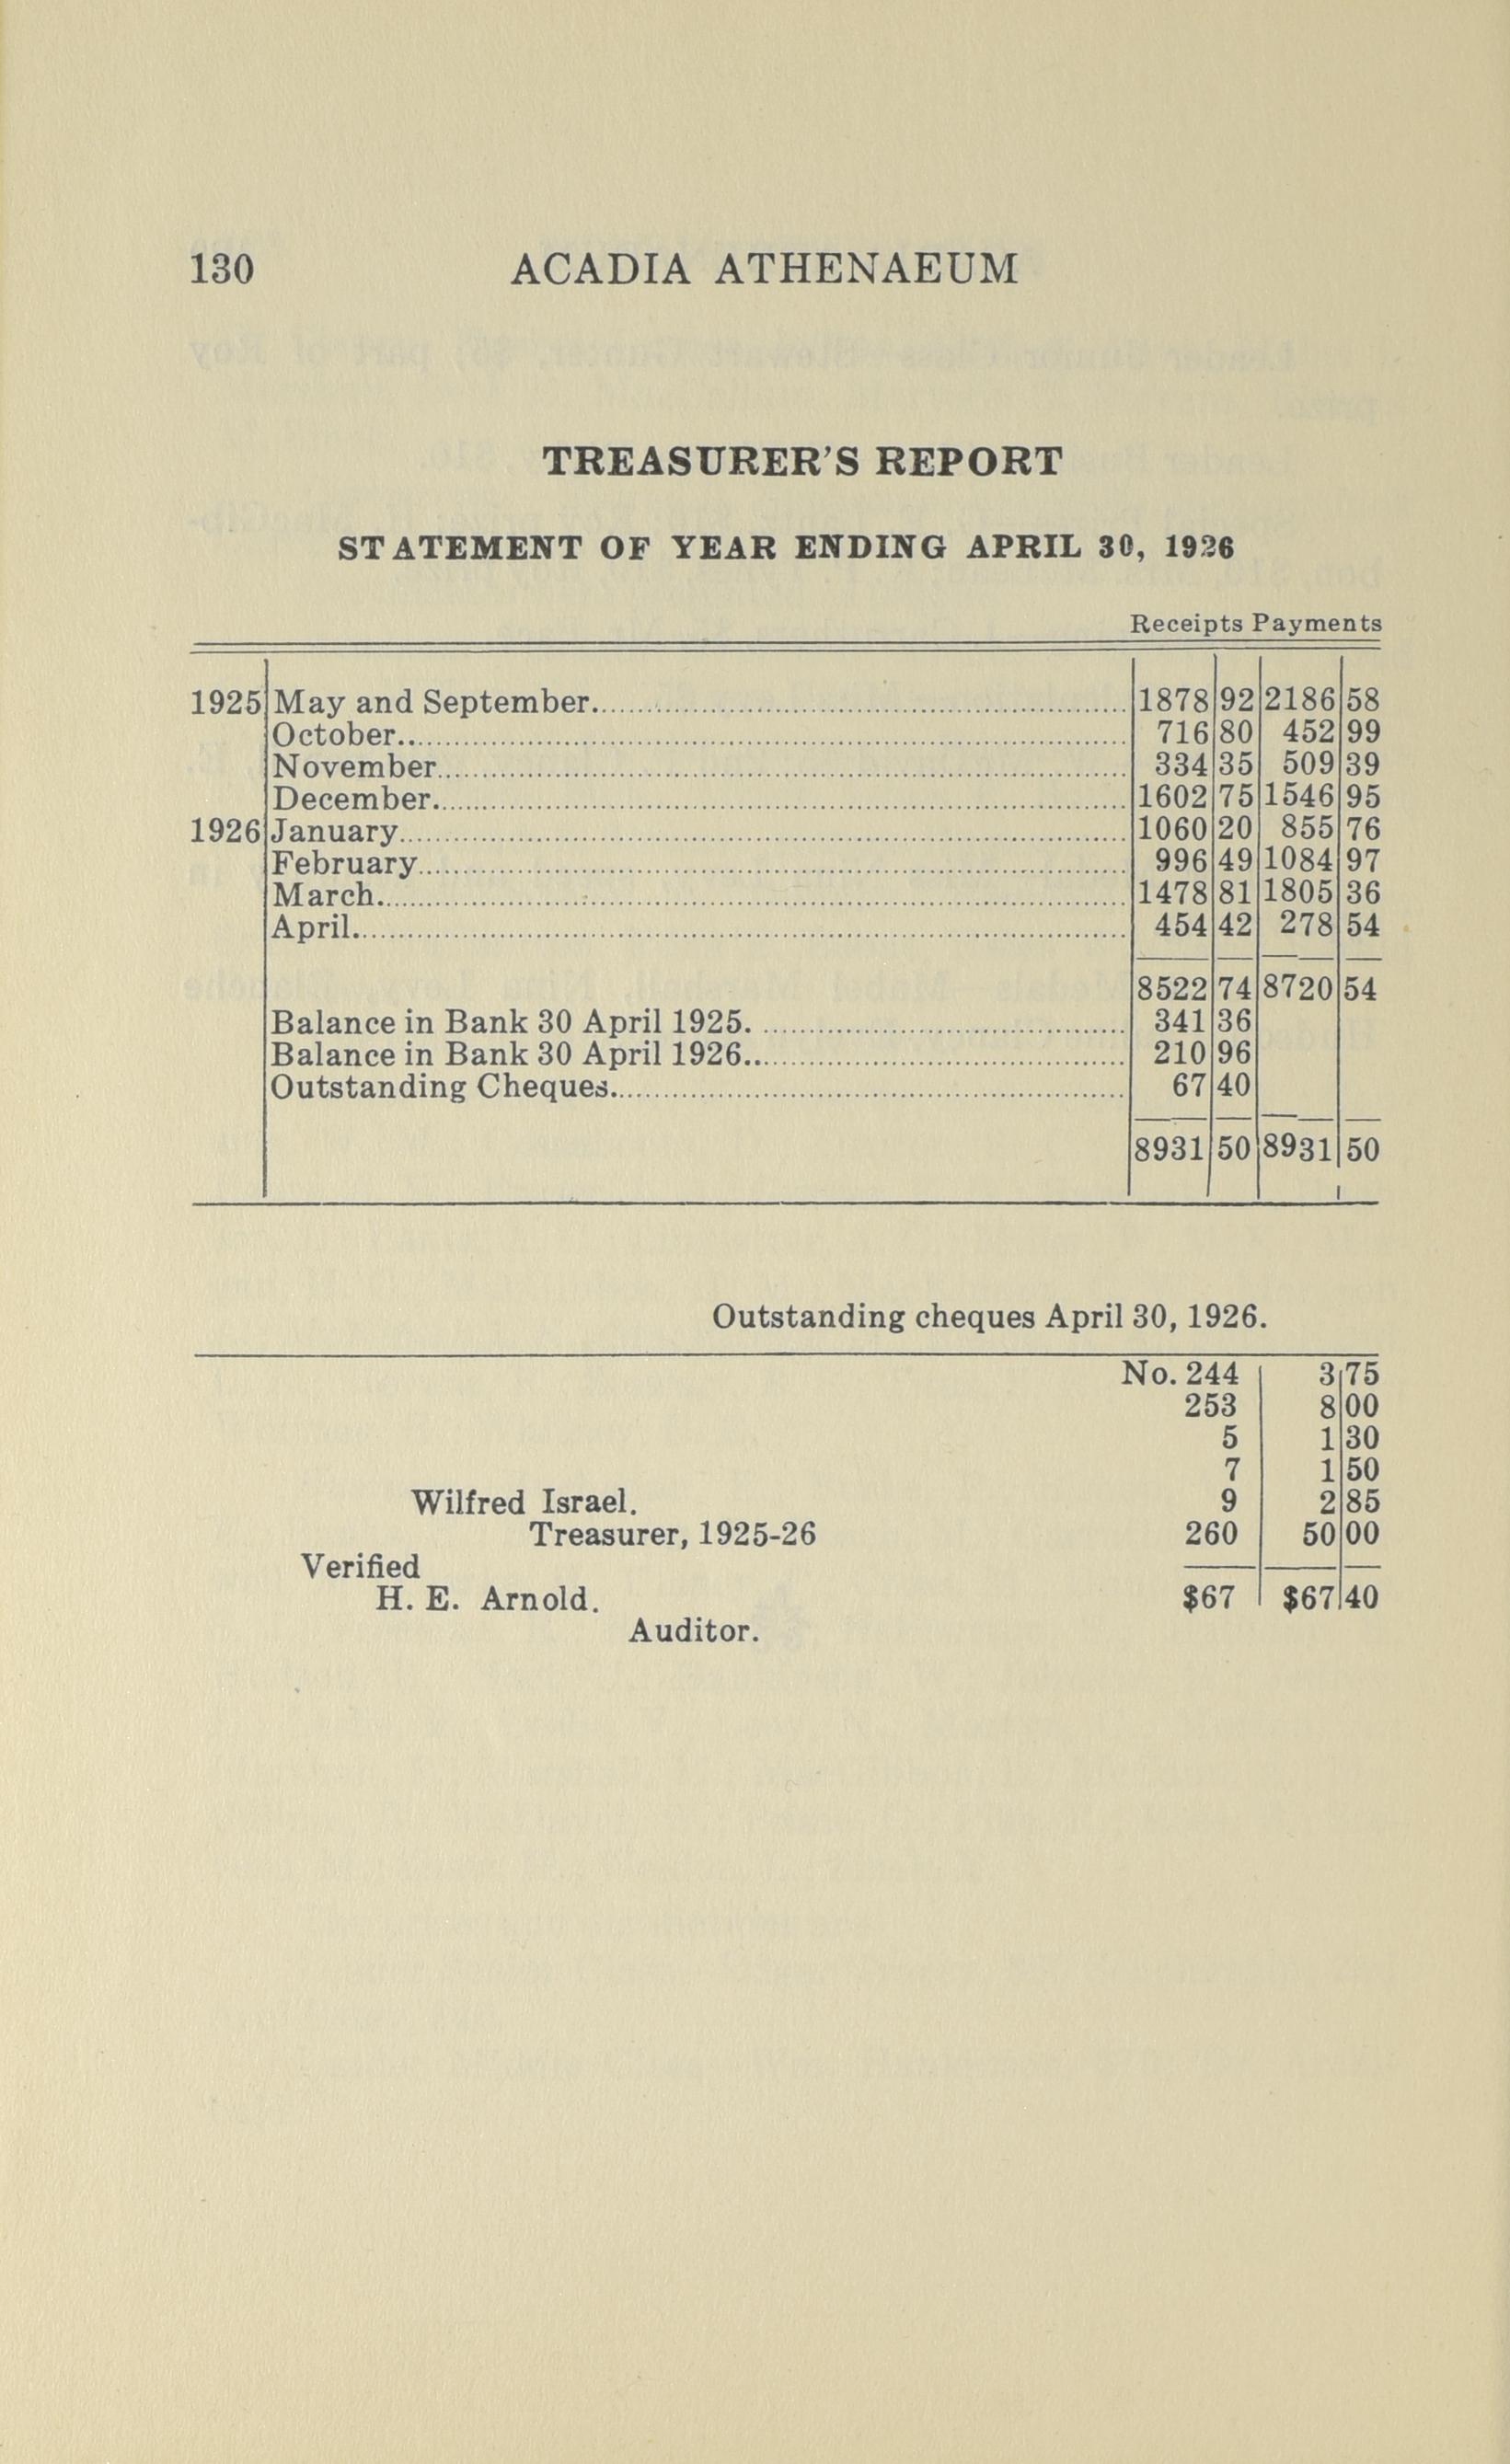 130 ACADIA ATHENAEUM
TREASURER'S REPORT
STATEMENT OF YEAR ENDING APRIL 30, 1926
Receipts Payments
1925 May and September 1878 92 2186 58
October 716 80 452 99
November 334 35 509 39
December 1602 75 1546 95
1926 January 1060 20 855 76
February 996 49 1084 97
March 1478 81 1805 36
April 454 42 278 54
8522 74 8720 54
Balance in Bank 30 April 1925. 341 36
Balance in Bank 30 April 1926 210 96
Outstanding Cheques 67 40
8931 50 8931 50
Outstanding cheques April 30, 1926.
No. 244 3 75
253 8 00
5 1 30
7 1 50
Wilfred Israel. 9 2 85
Treasurer, 1925-26 260 50 00
Verified
H. E. Arnold. $67 $67 40
Auditor.